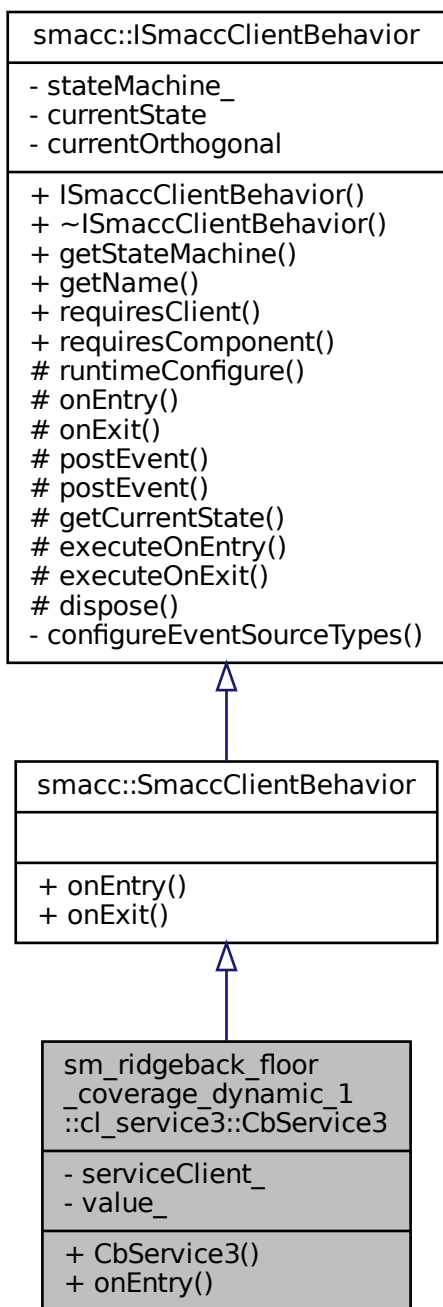 smacc::ISmaccClientBehavior
- stateMachine_
- currentState
- currentOrthogonal
+ ISmaccClientBehavior()
+ ~ISmaccClientBehavior()
+ getStateMachine()
+ getName()
+ requiresClient()
+ requiresComponent()
# runtimeConfigure()
# onEntry()
# onExit()
# postEvent()
# postEvent()
# getCurrentState()
# executeOnEntry()
# executeOnExit()
# dispose()
- configureEventSourceTypes()
smacc::SmaccClientBehavior
+ onEntry()
+ onExit()
sm_ridgeback_floor
_coverage_dynamic_1
::cl_service3::CbService3
- serviceClient_
- value_
+ CbService3()
+ onEntry()